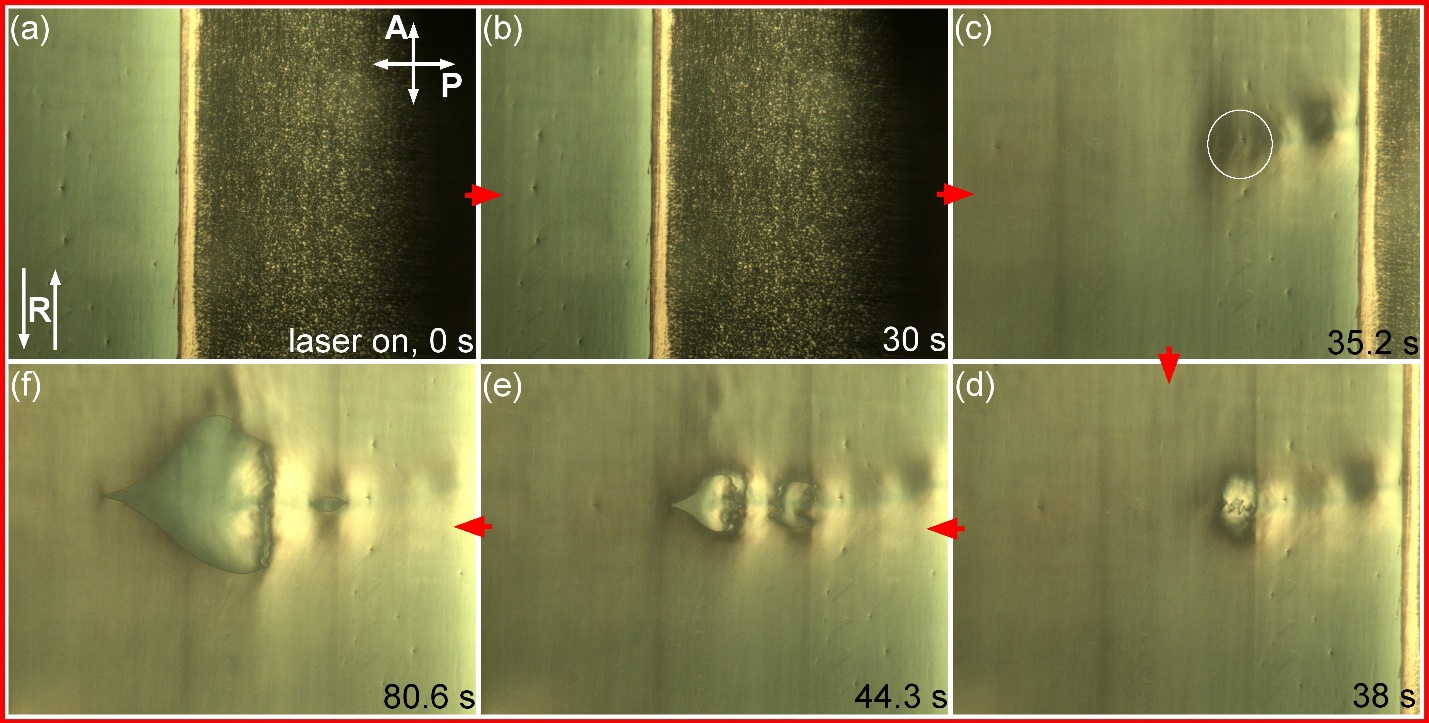 (a)
A
P
R
laser on, 0 s
(b)
30 s
(c)
35.2 s
(f)
80.6 s
(e)
44.3 s
(d)
38 s